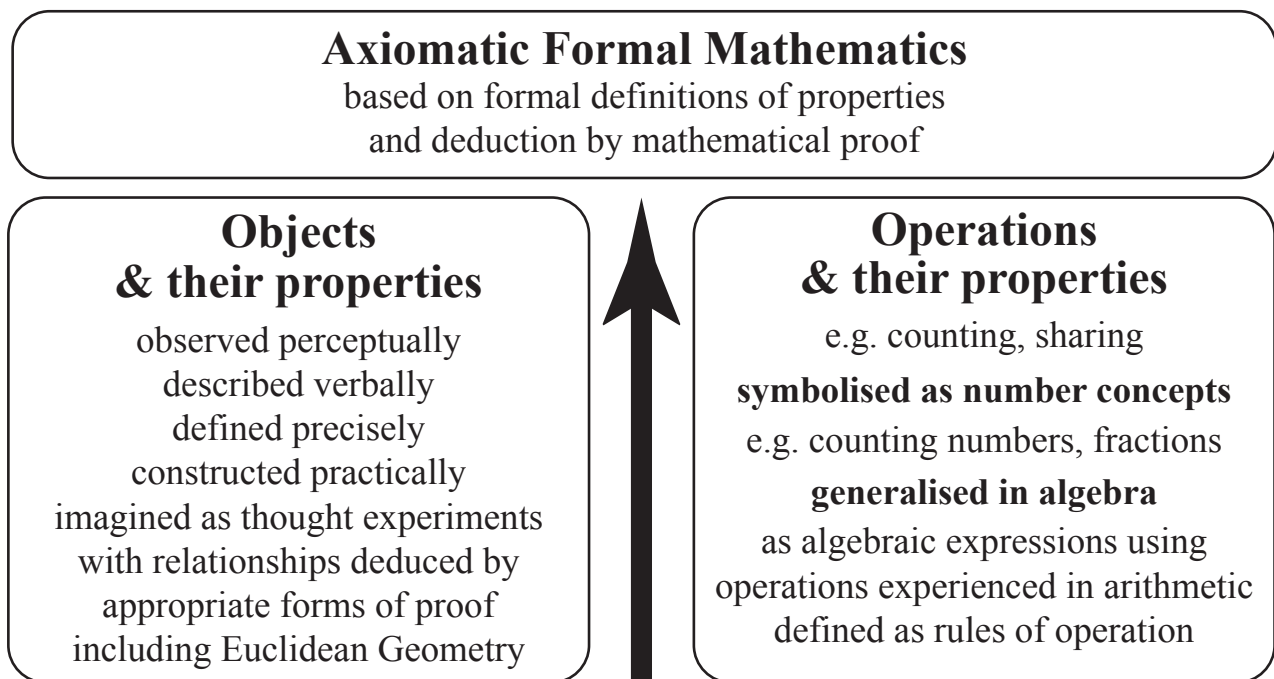 Axiomatic Formal Mathematics
based on formal definitions of properties
and deduction by mathematical proof
Objects
& their properties
observed perceptually
described verbally
defined precisely
constructed practically
imagined as thought experiments
with relationships deduced by
appropriate forms of proof
including Euclidean Geometry
Operations
& their properties
e.g. counting, sharing
symbolised as number concepts
e.g. counting numbers, fractions
generalised in algebra
as algebraic expressions using
operations experienced in arithmetic
defined as rules of operation